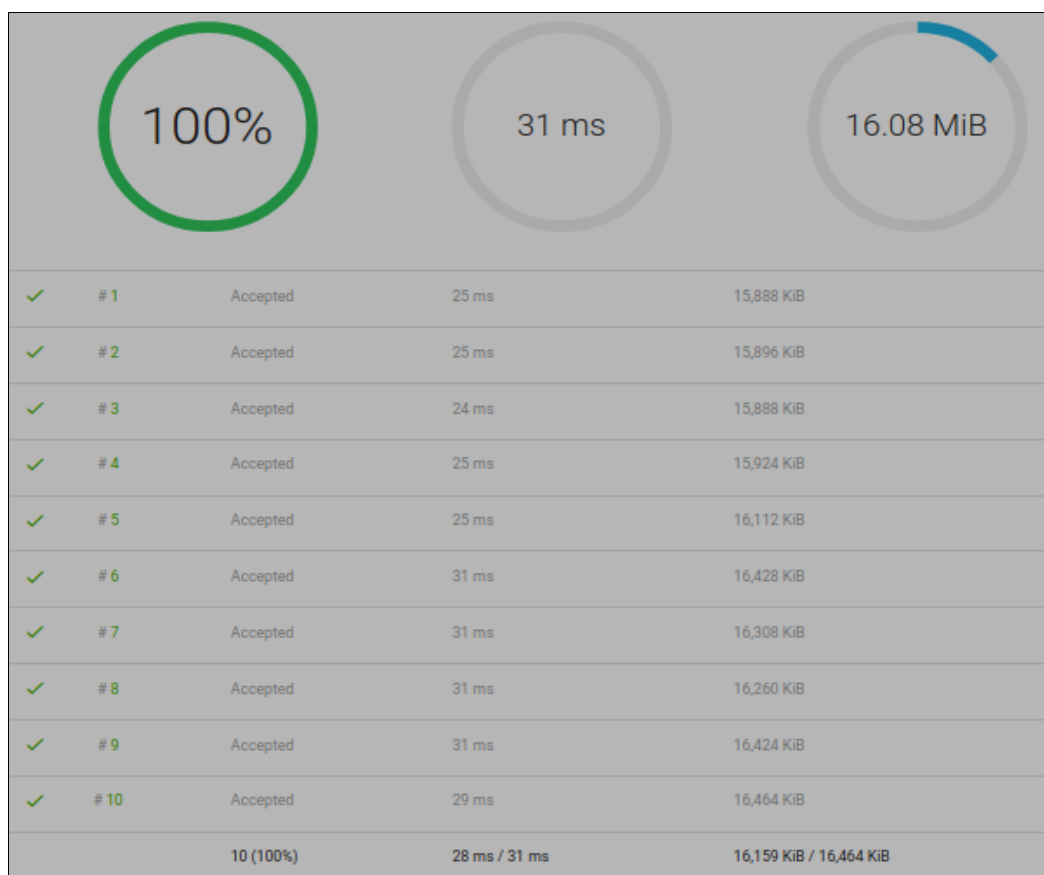 100% 31 ms 16.08 MiB
# 1 Accepted 25 ms 15,888 KiB
# 2 Accepted 25 ms 15,896 KiB
# 3 Accepted 24 ms 15,888 KiB
# 4 Accepted 25 ms 15,924 KiB
# 5 Accepted 25 ms 16,112 KiB
# 6 Accepted 31 ms 16,428 KiB
# 7 Accepted 31 ms 16,308 KiB
# 8 Accepted 31 ms 16,260 KiB
# 9 Accepted 31 ms 16,424 KiB
# 10 Accepted 29 ms 16,464 KiB
10 (100%) 28 ms / 31 ms 16,159 KiB / 16,464 KiB